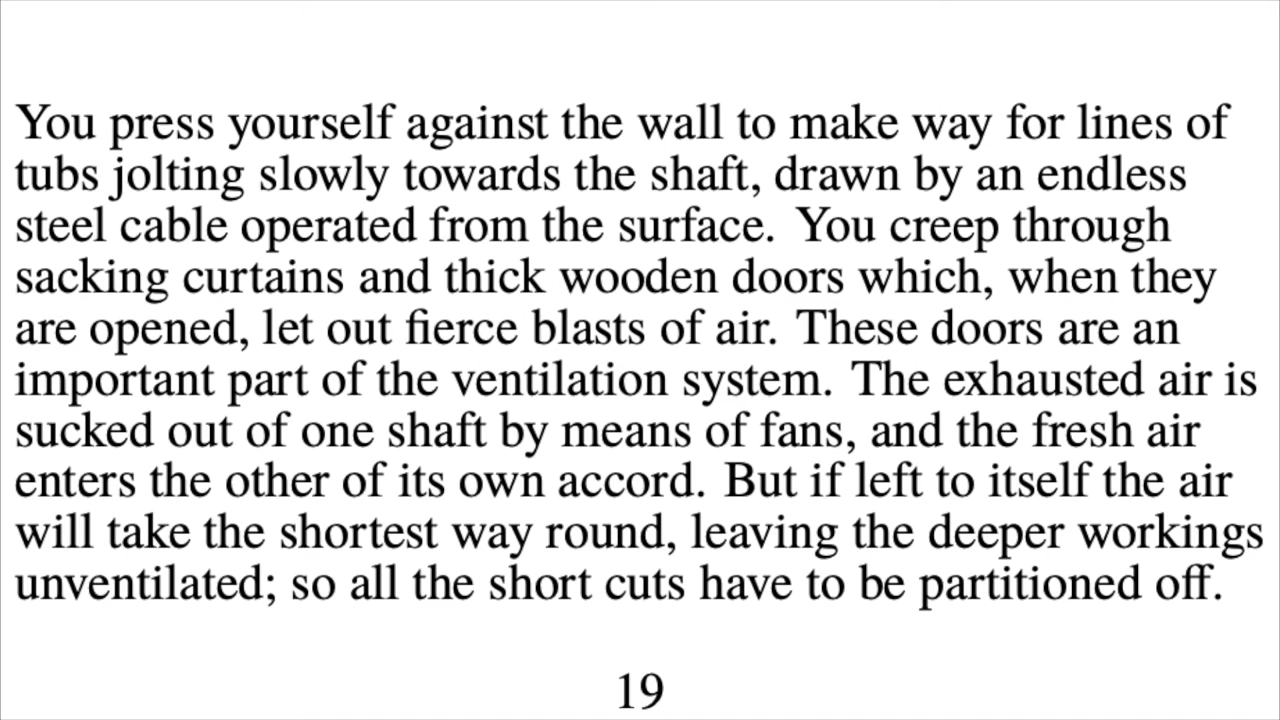 You press yourself against the wall to make way for lines of
tubs jolting slowly towards the shaft, drawn by an endless
steel cable operated from the surface. You creep through
sacking curtains and thick wooden doors which, when they
are opened, let out fierce blasts of air. These doors are an
important part of the ventilation system. The exhausted air is
sucked out of one shaft by means of fans, and the fresh air
enters the other of its own accord. But if left to itself the air
will take the shortest way round, leaving the deeper workings
unventilated; so all the short cuts have to be partitioned off.
19